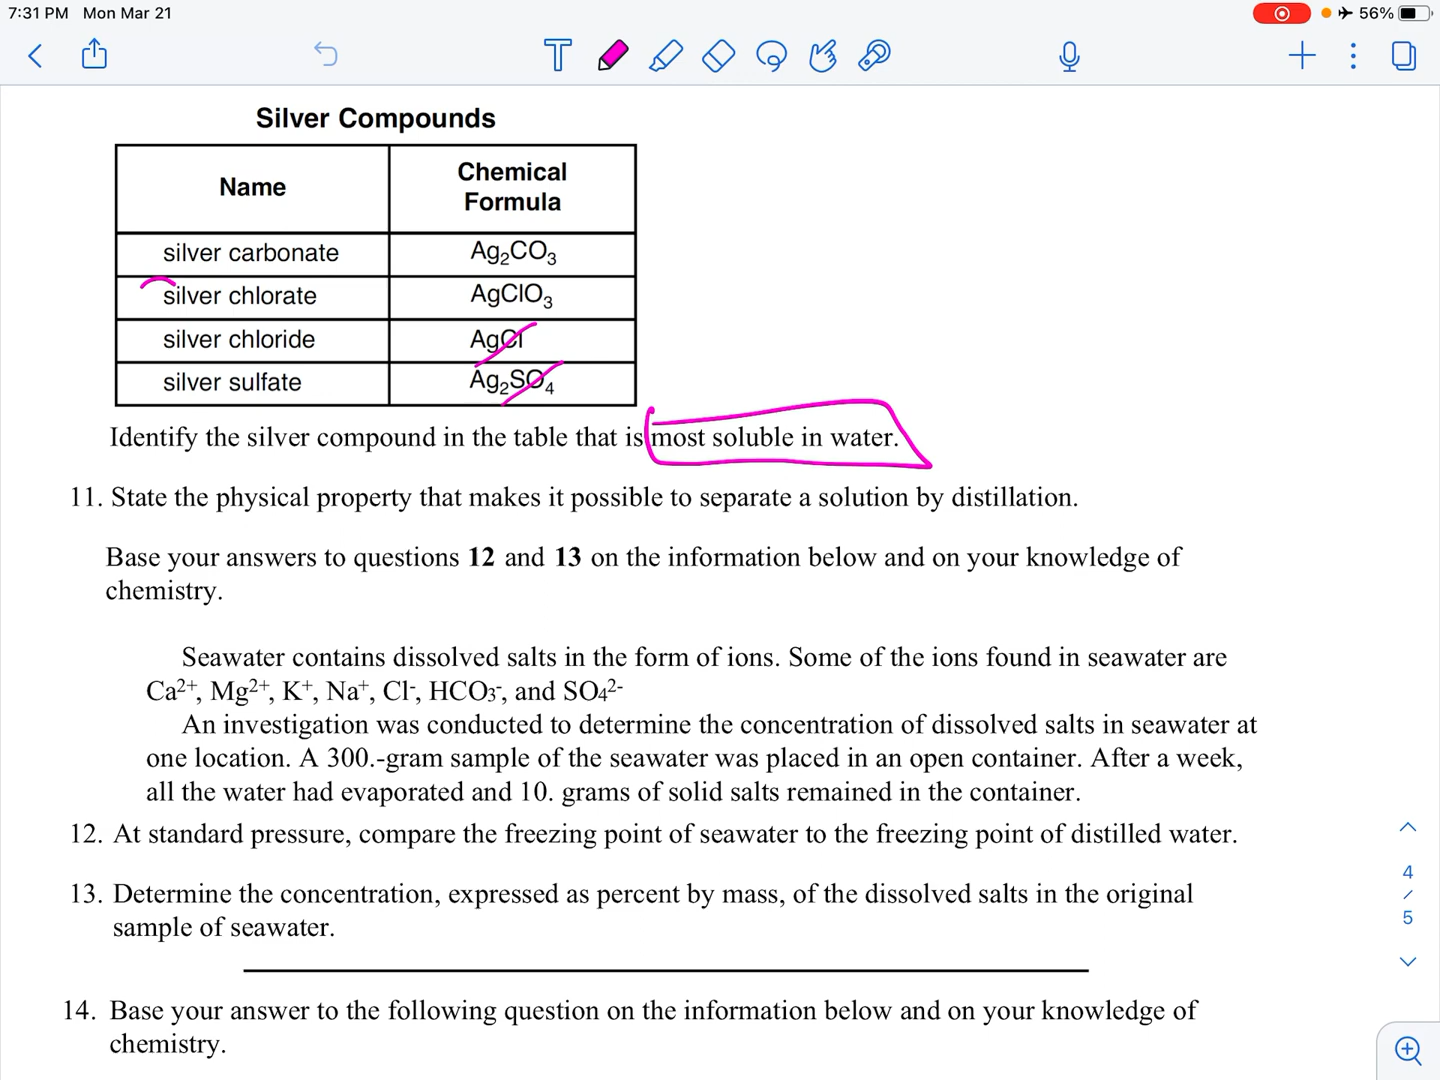 7:31 PM Mon Mar 21
56%
T
Silver Compounds
Name Chemical Formula
silver carbonate Ag₂CO₃
silver chlorate AgClO₃
silver chloride AgCl
silver sulfate Ag₂SO₄
Identify the silver compound in the table that is most soluble in water.
11. State the physical property that makes it possible to separate a solution by distillation.
Base your answers to questions 12 and 13 on the information below and on your knowledge of
chemistry.
Seawater contains dissolved salts in the form of ions. Some of the ions found in seawater are
Ca²⁺, Mg²⁺, K⁺, Na⁺, Cl⁻, HCO₃⁻, and SO₄²⁻
An investigation was conducted to determine the concentration of dissolved salts in seawater at
one location. A 300.-gram sample of the seawater was placed in an open container. After a week,
all the water had evaporated and 10. grams of solid salts remained in the container.
12. At standard pressure, compare the freezing point of seawater to the freezing point of distilled water.
13. Determine the concentration, expressed as percent by mass, of the dissolved salts in the original
sample of seawater.
4
/
5
14. Base your answer to the following question on the information below and on your knowledge of
chemistry.